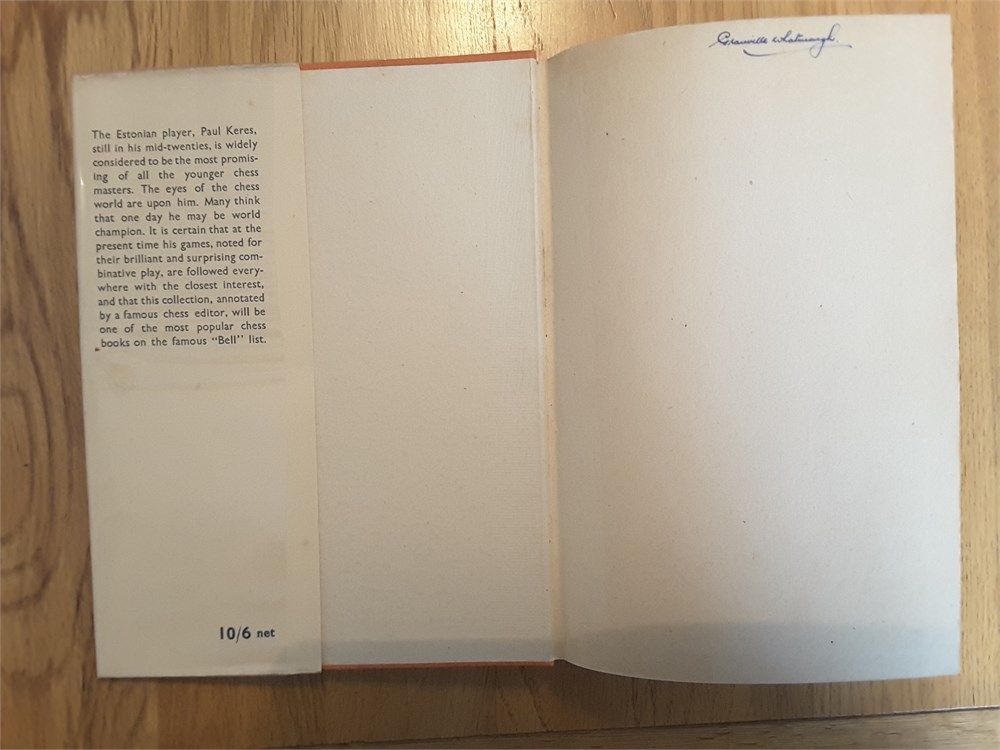 The Estonian player, Paul Keres,
still in his mid-twenties, is widely
considered to be the most promis-
ing of all the younger chess
masters. The eyes of the chess
world are upon him. Many think
that one day he may be world
champion. It is certain that at the
present time his games, noted for
their brilliant and surprising com-
binative play, are followed every-
where with the closest interest,
and that this collection, annotated
by a famous chess editor, will be
one of the most popular chess
books on the famous “Bell” list.
10/6 net
Granville Whatmough.